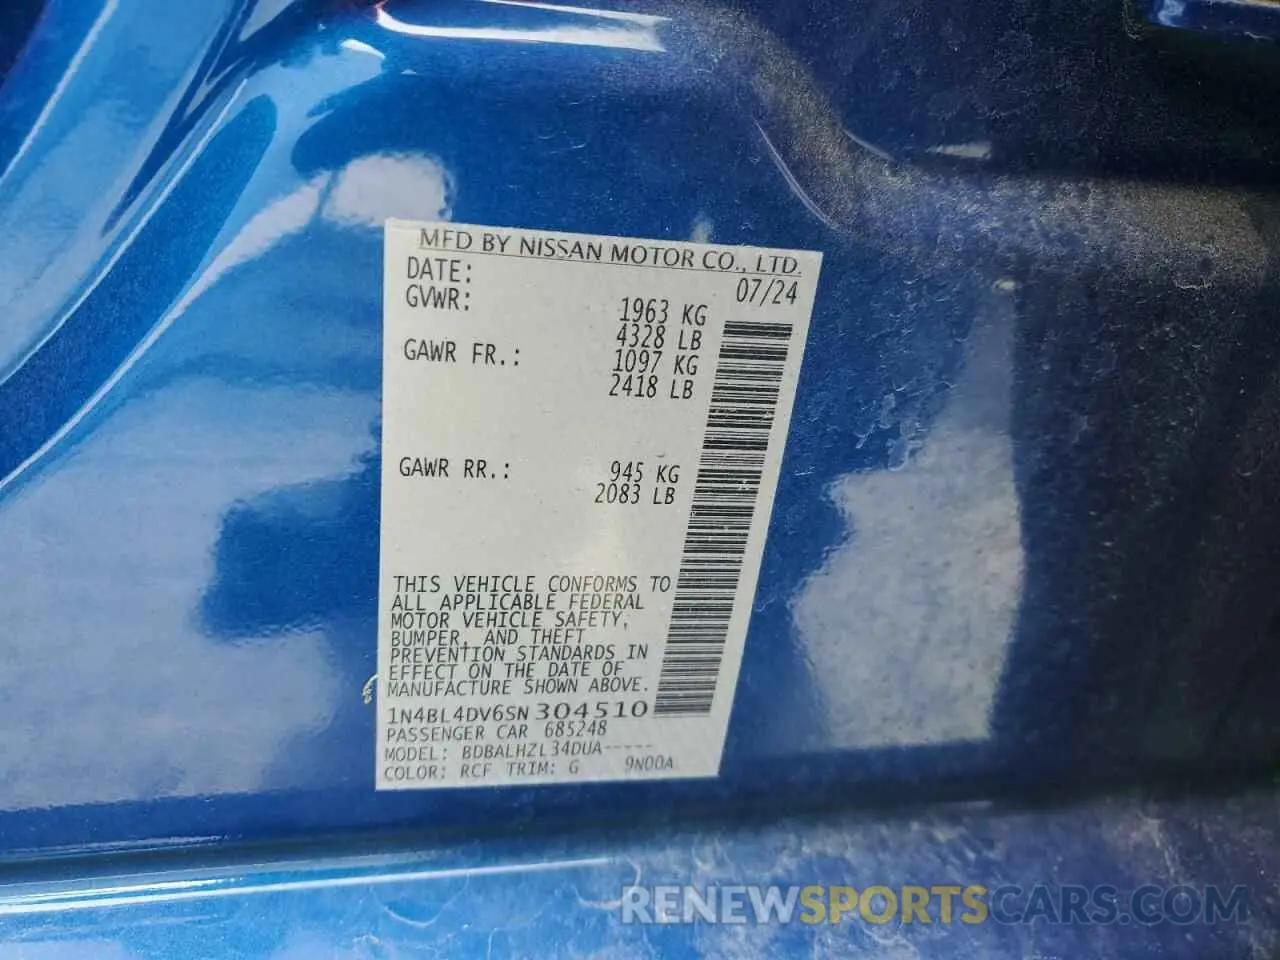 MFD BY NISSAN MOTOR CO., LTD.
DATE: 07/24
GVWR: 1963 KG
4328 LB
GAWR FR.: 1097 KG
2418 LB
GAWR RR.: 945 KG
2083 LB
THIS VEHICLE CONFORMS TO
ALL APPLICABLE FEDERAL
MOTOR VEHICLE SAFETY,
BUMPER, AND THEFT
PREVENTION STANDARDS IN
EFFECT ON THE DATE OF
MANUFACTURE SHOWN ABOVE.
1N4BL4DV6SN304510
PASSENGER CAR 685248
MODEL: BDBALHZL34DUA-----
COLOR: RCF TRIM: G 9N00A
RENEWSPORTSCARS.COM